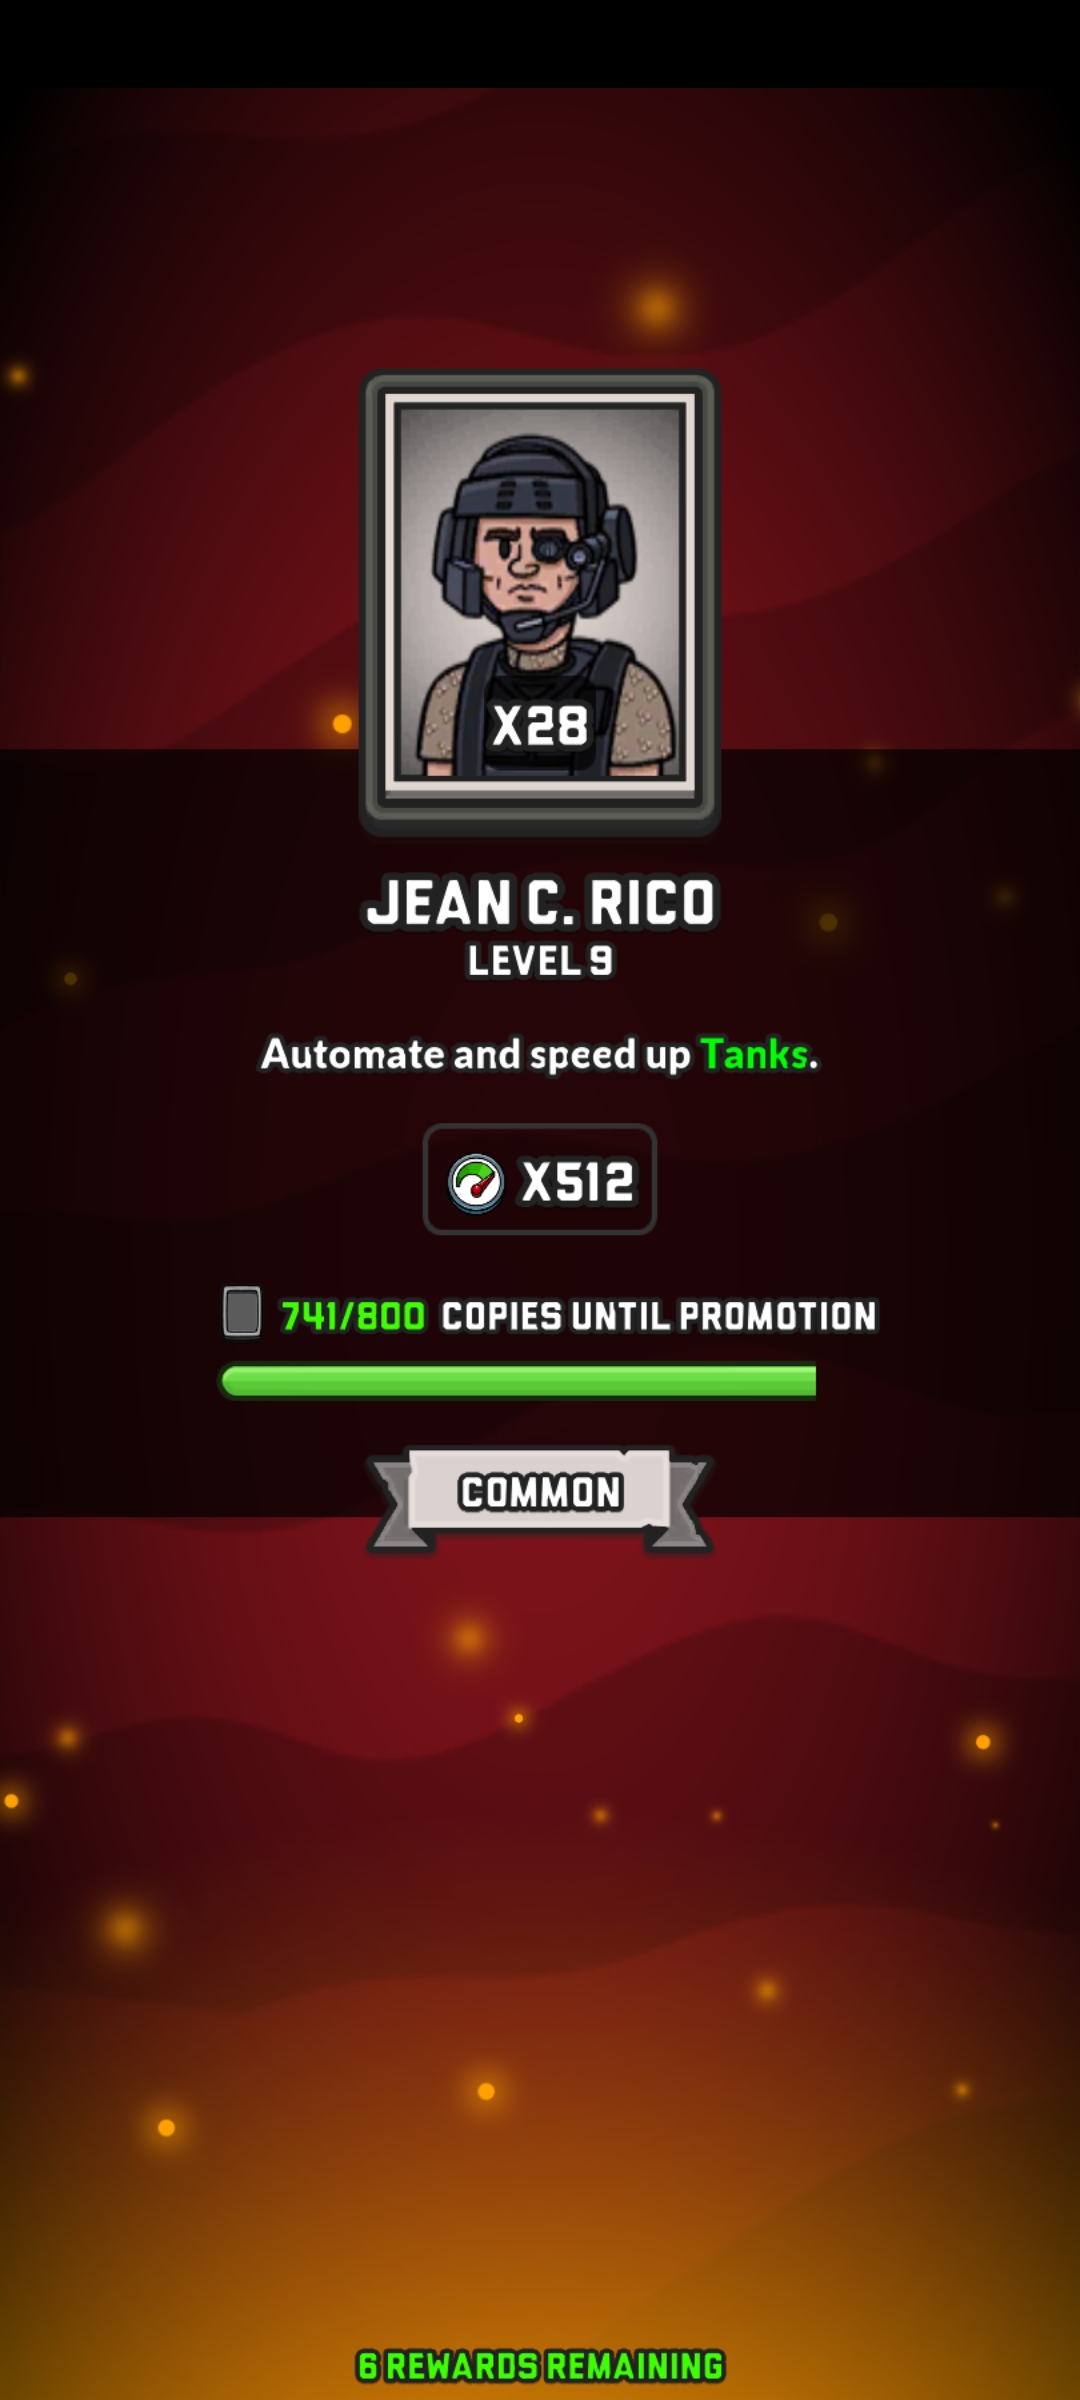 X28
JEAN C. RICO
LEVEL 9
Automate and speed up Tanks.
X512
741/800 COPIES UNTIL PROMOTION
COMMON
6 REWARDS REMAINING